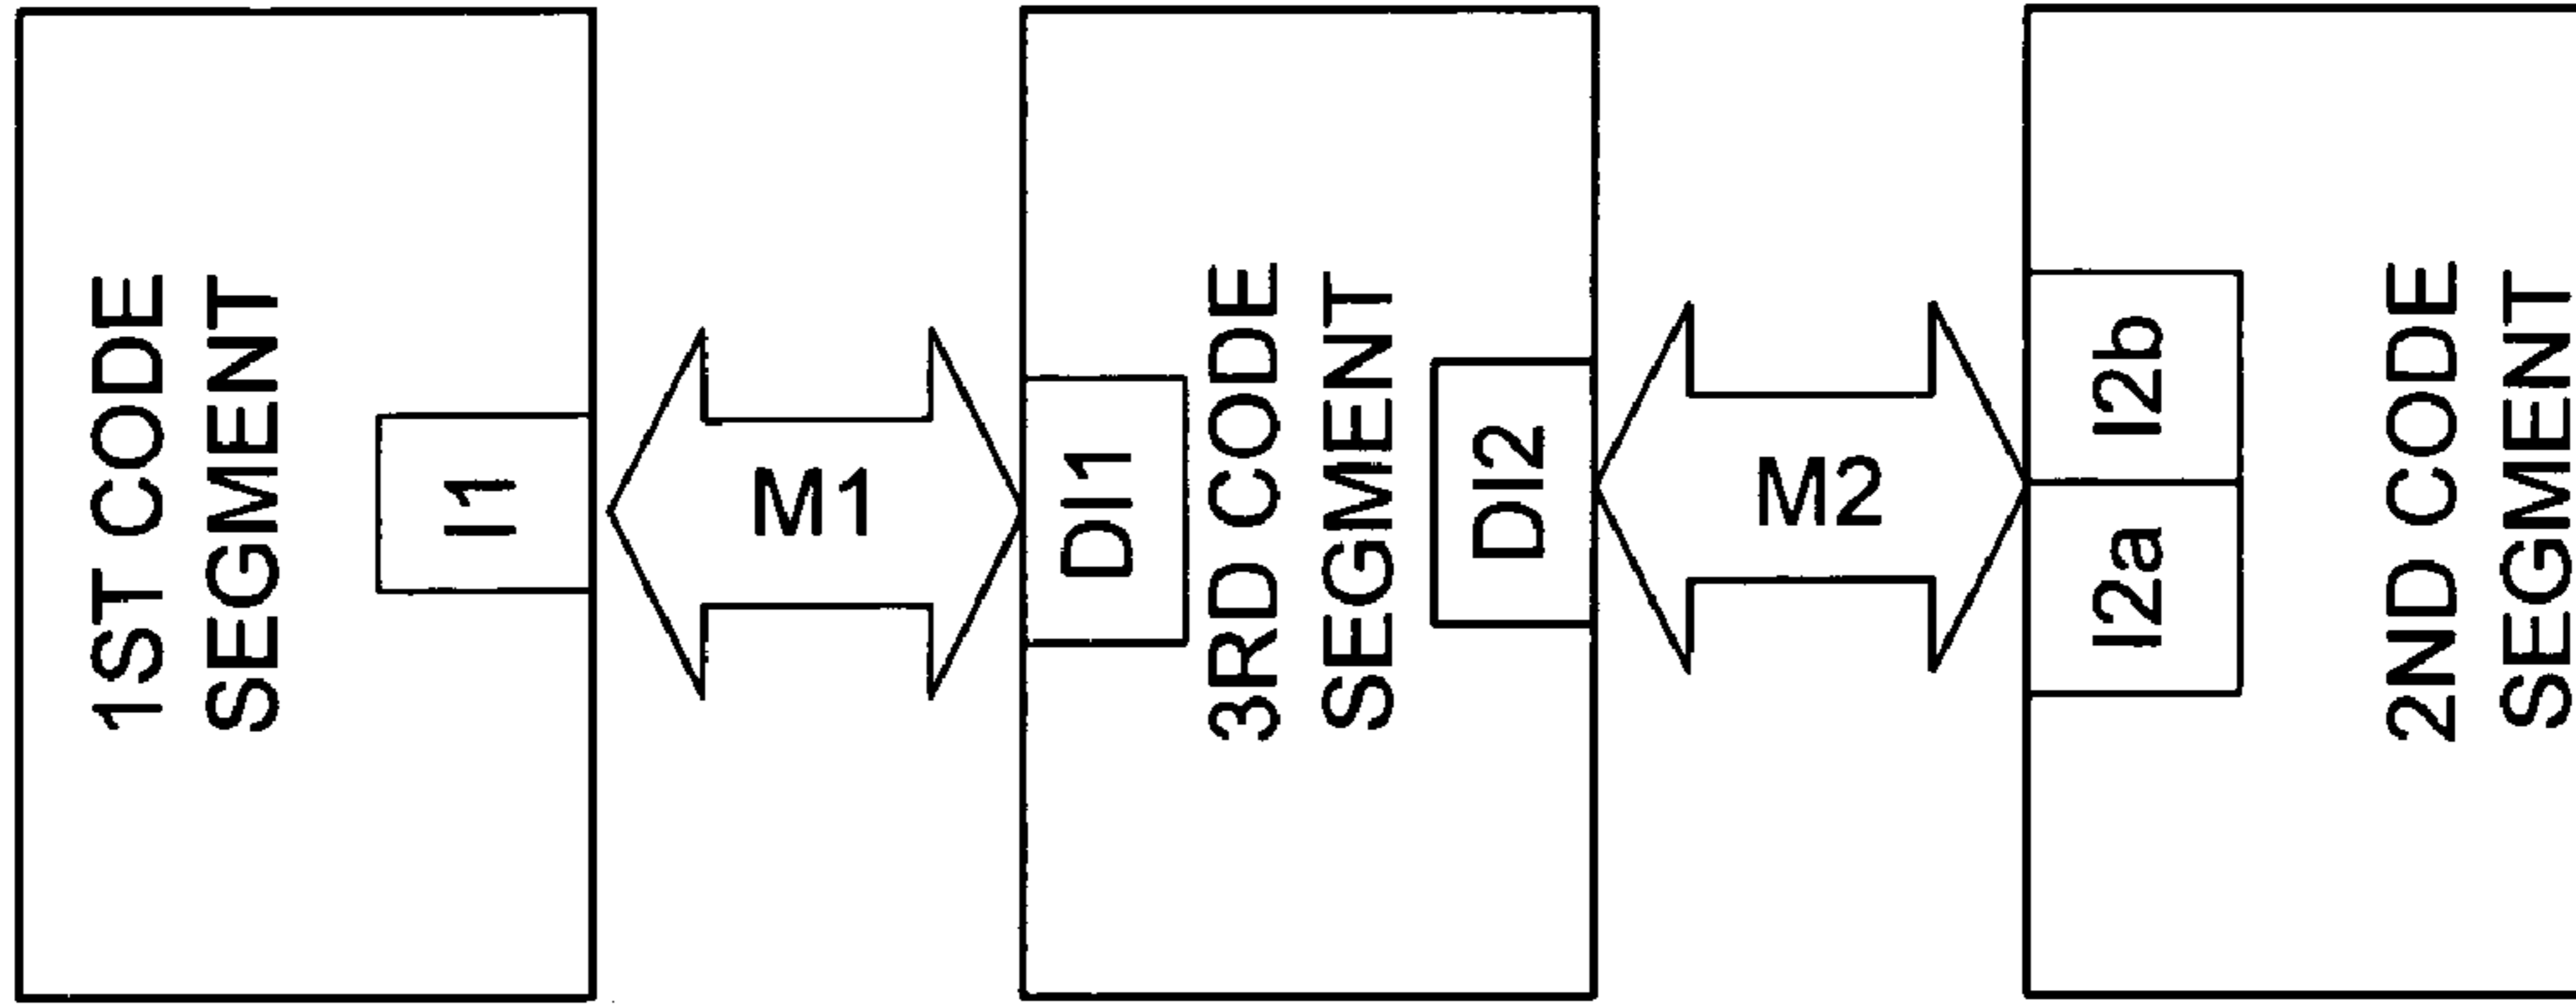 1ST CODE
SEGMENT
I1
M1
DI1
3RD CODE
SEGMENT
DI2
M2
I2a I2b
2ND CODE
SEGMENT